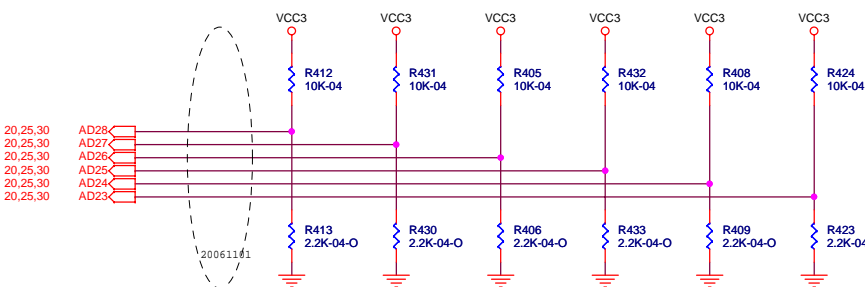 VCC3 VCC3 VCC3 VCC3 VCC3 VCC3
R412 R431 R405 R432 R408 R424
10K-04 10K-04 10K-04 10K-04 10K-04 10K-04
20,25,30 AD28
20,25,30 AD27
20,25,30 AD26
20,25,30 AD25
20,25,30 AD24
20,25,30 AD23
R413 R430 R406 R433 R409 R423
2.2K-04-O 2.2K-04-O 2.2K-04-O 2.2K-04-O 2.2K-04-O 2.2K-04
20061101